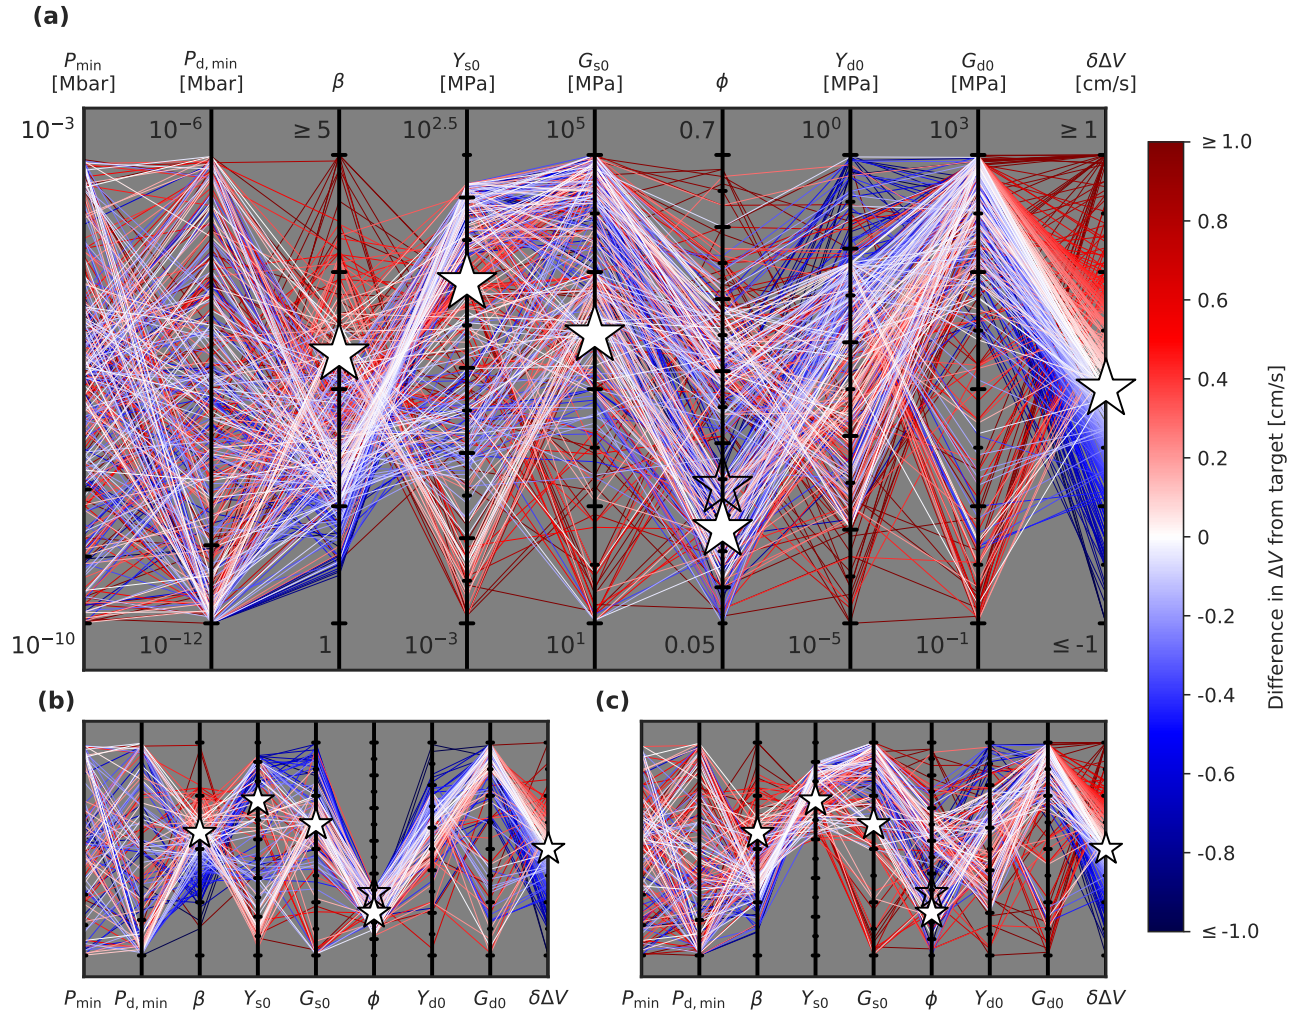 (a)
P_min P_d,min β Y_s0 G_s0 ϕ Y_d0 G_d0 δΔV
[Mbar] [Mbar] [MPa] [MPa] [MPa] [MPa] [cm/s]
10^-3 10^-6 ≥ 5 10^2.5 10^5 0.7 10^0 10^3 ≥ 1
10^-10 10^-12 1 10^-3 10^1 0.05 10^-5 10^-1 ≤ -1
≥ 1.0
0.8
0.6
0.4
0.2
0
-0.2
-0.4
-0.6
-0.8
≤ -1.0
Difference in ΔV from target [cm/s]
(b)
P_min P_d,min β Y_s0 G_s0 ϕ Y_d0 G_d0 δΔV
(c)
P_min P_d,min β Y_s0 G_s0 ϕ Y_d0 G_d0 δΔV